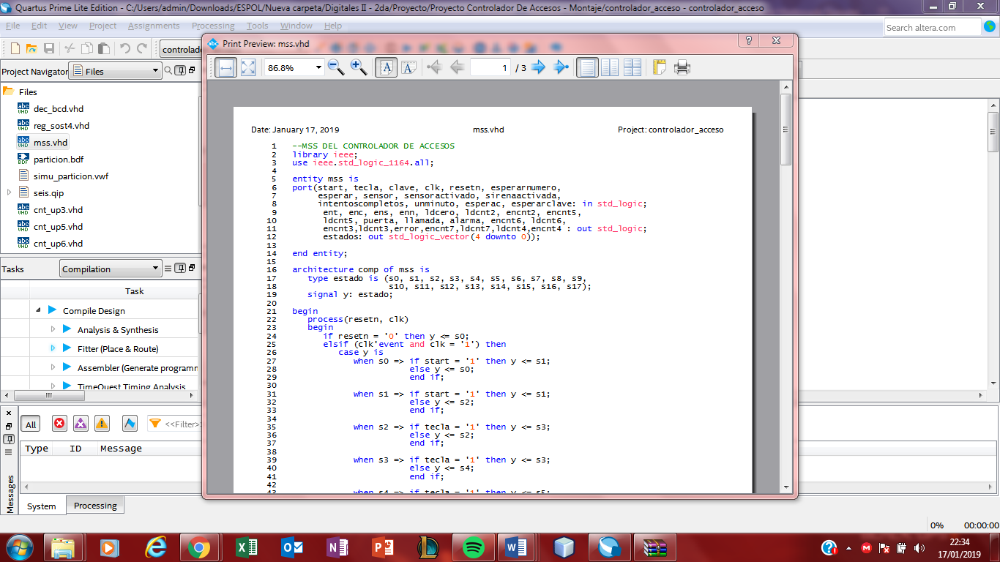 Quartus Prime Lite Edition - C:/Users/admin/Downloads/ESPOL/Nueva carpeta/Digitales II - 2da/Proyecto/Proyecto Controlador De Accesos - Montaje/controlador_acceso - controlador_acceso
File Edit View Project Assignments Processing Tools Window Help
Search altera.com
controlad
Project Navigator Files
Files
dec_bcd.vhd
reg_sost4.vhd
mss.vhd
particion.bdf
simu_particion.vwf
seis.qip
cnt_up3.vhd
cnt_up5.vhd
cnt_up6.vhd
Tasks Compilation
Task
Compile Design
Analysis & Synthesis
Fitter (Place & Route)
Assembler (Generate programm
TimeQuest Timing Analysis
Print Preview: mss.vhd
86.8% 1 / 3
Date: January 17, 2019 mss.vhd Project: controlador_acceso
1 --MSS DEL CONTROLADOR DE ACCESOS
2 library ieee;
3 use ieee.std_logic_1164.all;
4
5 entity mss is
6 port(start, tecla, clave, clk, resetn, esperarnumero,
7 esperar, sensor, sensoractivado, sirenaactivada,
8 intentoscompletos, unminuto, esperac, esperarclave: in std_logic;
9 ent, enc, ens, enn, ldcero, ldcnt2, encnt2, encnt5,
10 ldcnt5, puerta, llamada, alarma, encnt6, ldcnt6,
11 encnt3,ldcnt3,error,encnt7,ldcnt7,ldcnt4,encnt4 : out std_logic;
12 estados: out std_logic_vector(4 downto 0));
13
14 end entity;
15
16 architecture comp of mss is
17 type estado is (s0, s1, s2, s3, s4, s5, s6, s7, s8, s9,
18 s10, s11, s12, s13, s14, s15, s16, s17);
19 signal y: estado;
20
21 begin
22 process(resetn, clk)
23 begin
24 if resetn = '0' then y <= s0;
25 elsif (clk'event and clk = '1') then
26 case y is
27 when s0 => if start = '1' then y <= s1;
28 else y <= s0;
29 end if;
30
31 when s1 => if start = '1' then y <= s1;
32 else y <= s2;
33 end if;
34
35 when s2 => if tecla = '1' then y <= s3;
36 else y <= s2;
37 end if;
38
39 when s3 => if tecla = '1' then y <= s3;
40 else y <= s4;
41 end if;
42
43 when s4 => if tecla = '1' then y <= s5;
Messages
All <<Filter>>
Type ID Message
System Processing
0% 00:00:00
22:34
17/01/2019